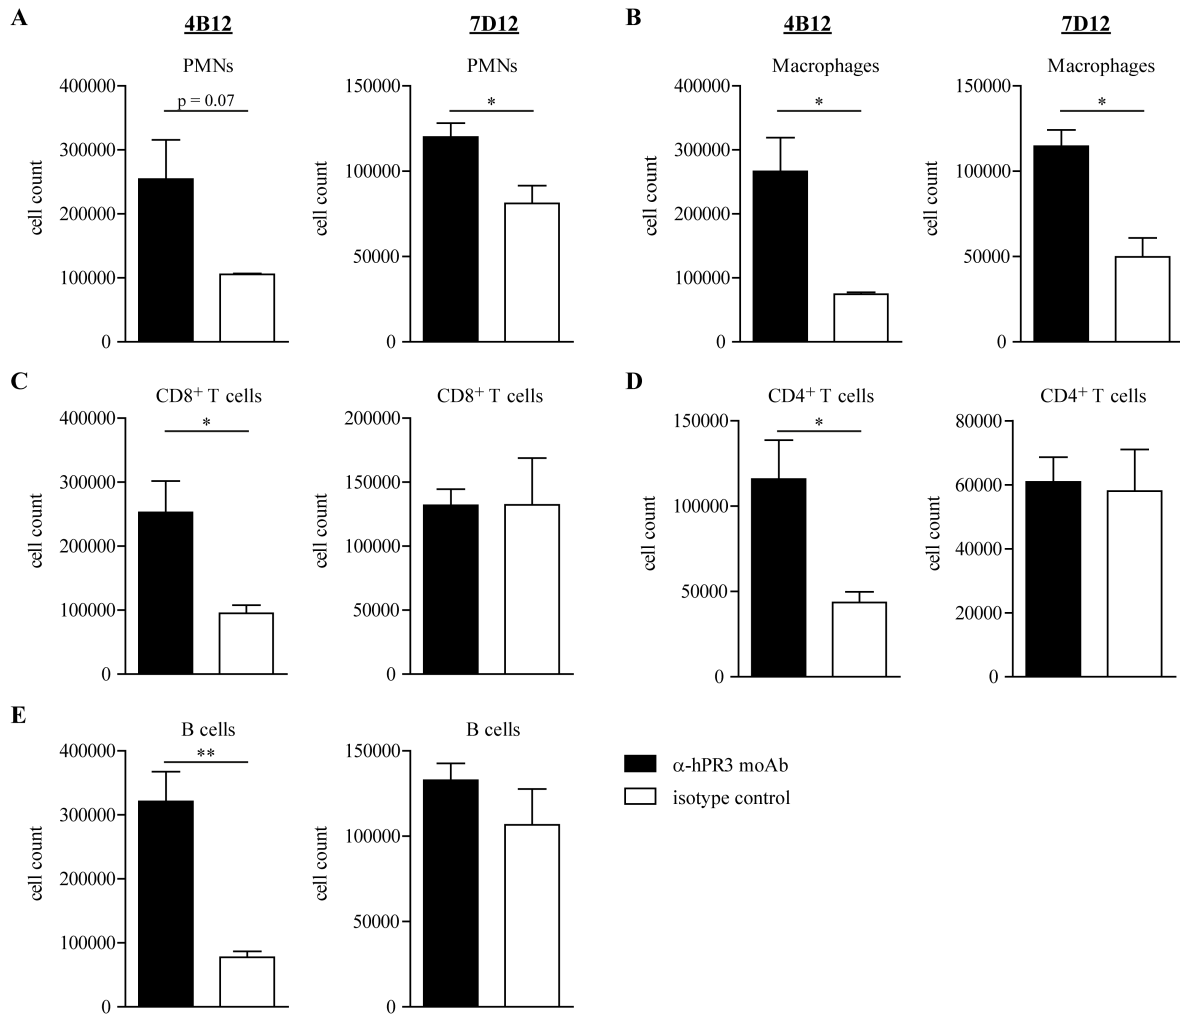 A
4B12
7D12
PMNs
PMNs
400000
300000
200000
100000
0
cell count
p = 0.07
150000
100000
50000
0
cell count
*
B
4B12
7D12
Macrophages
Macrophages
400000
300000
200000
100000
0
cell count
*
150000
100000
50000
0
cell count
*
C
CD8+ T cells
CD8+ T cells
400000
300000
200000
100000
0
cell count
*
200000
150000
100000
50000
0
cell count
D
CD4+ T cells
CD4+ T cells
150000
100000
50000
0
cell count
*
80000
60000
40000
20000
0
cell count
E
B cells
B cells
400000
300000
200000
100000
0
cell count
**
150000
100000
50000
0
cell count
α-hPR3 moAb
isotype control